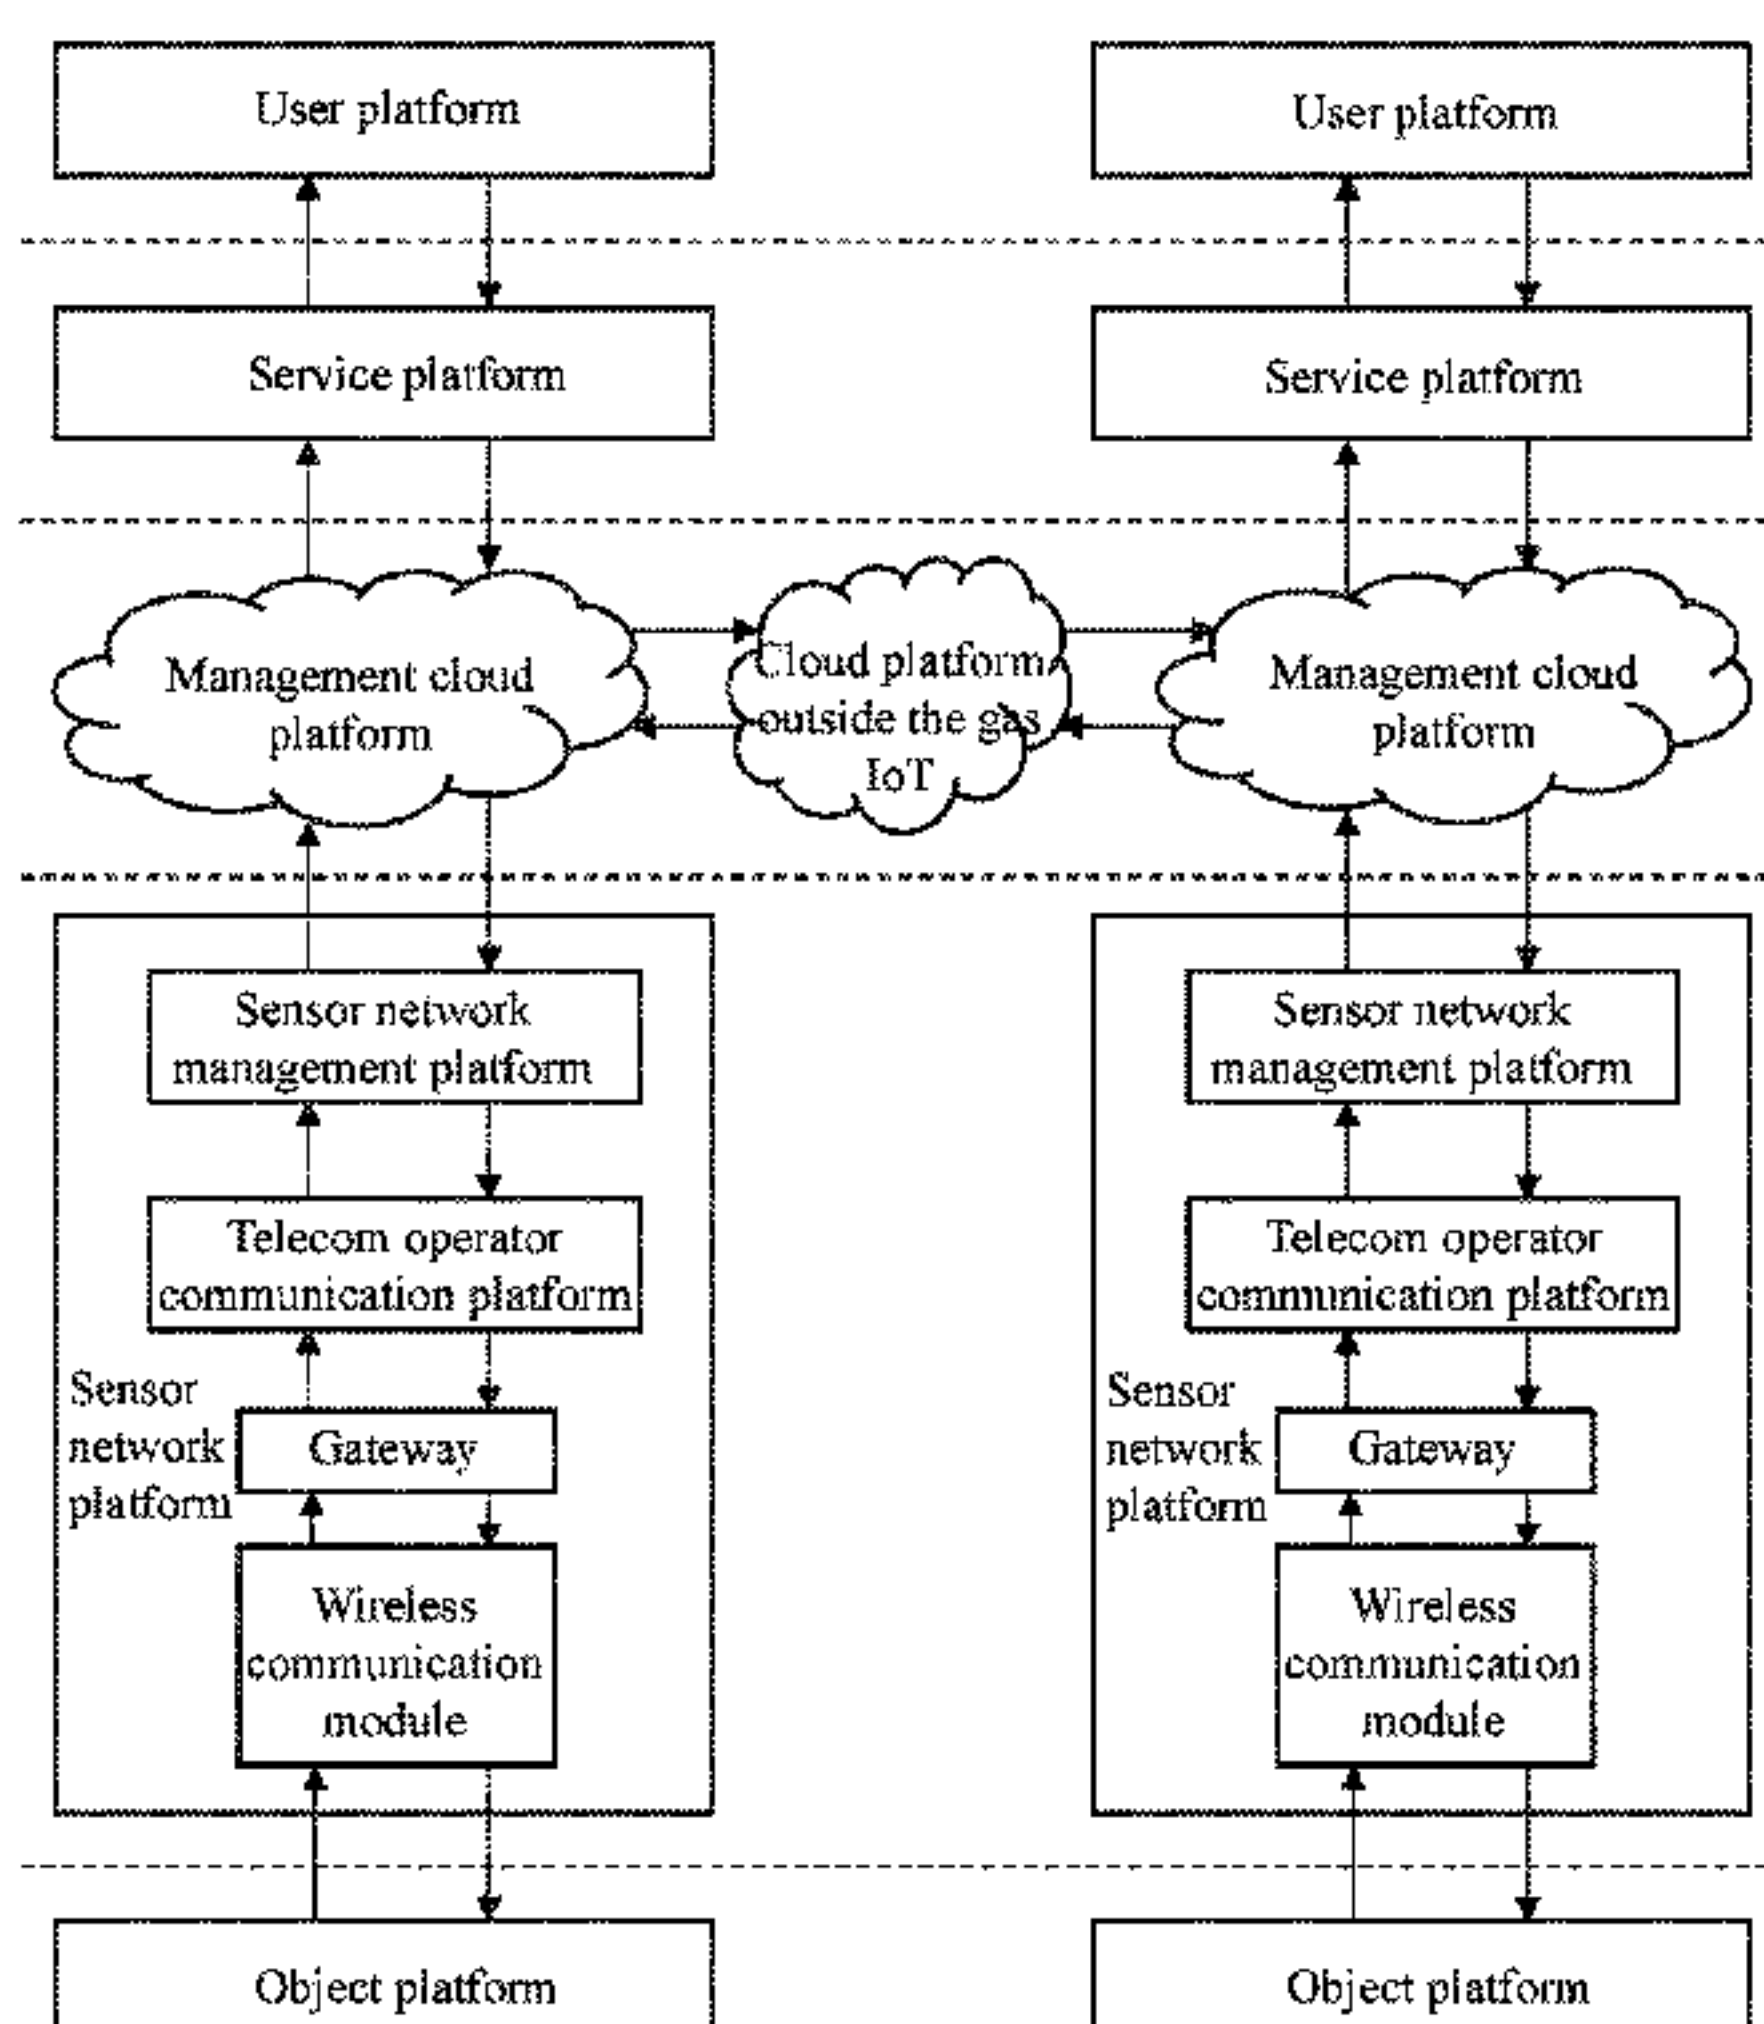 User platform
User platform
Service platform
Service platform
Management cloud
platform
Cloud platform
outside the gas
IoT
Management cloud
platform
Sensor network
management platform
Sensor network
management platform
Telecom operator
communication platform
Telecom operator
communication platform
Sensor
network
platform
Gateway
Sensor
network
platform
Gateway
Wireless
communication
module
Wireless
communication
module
Object platform
Object platform